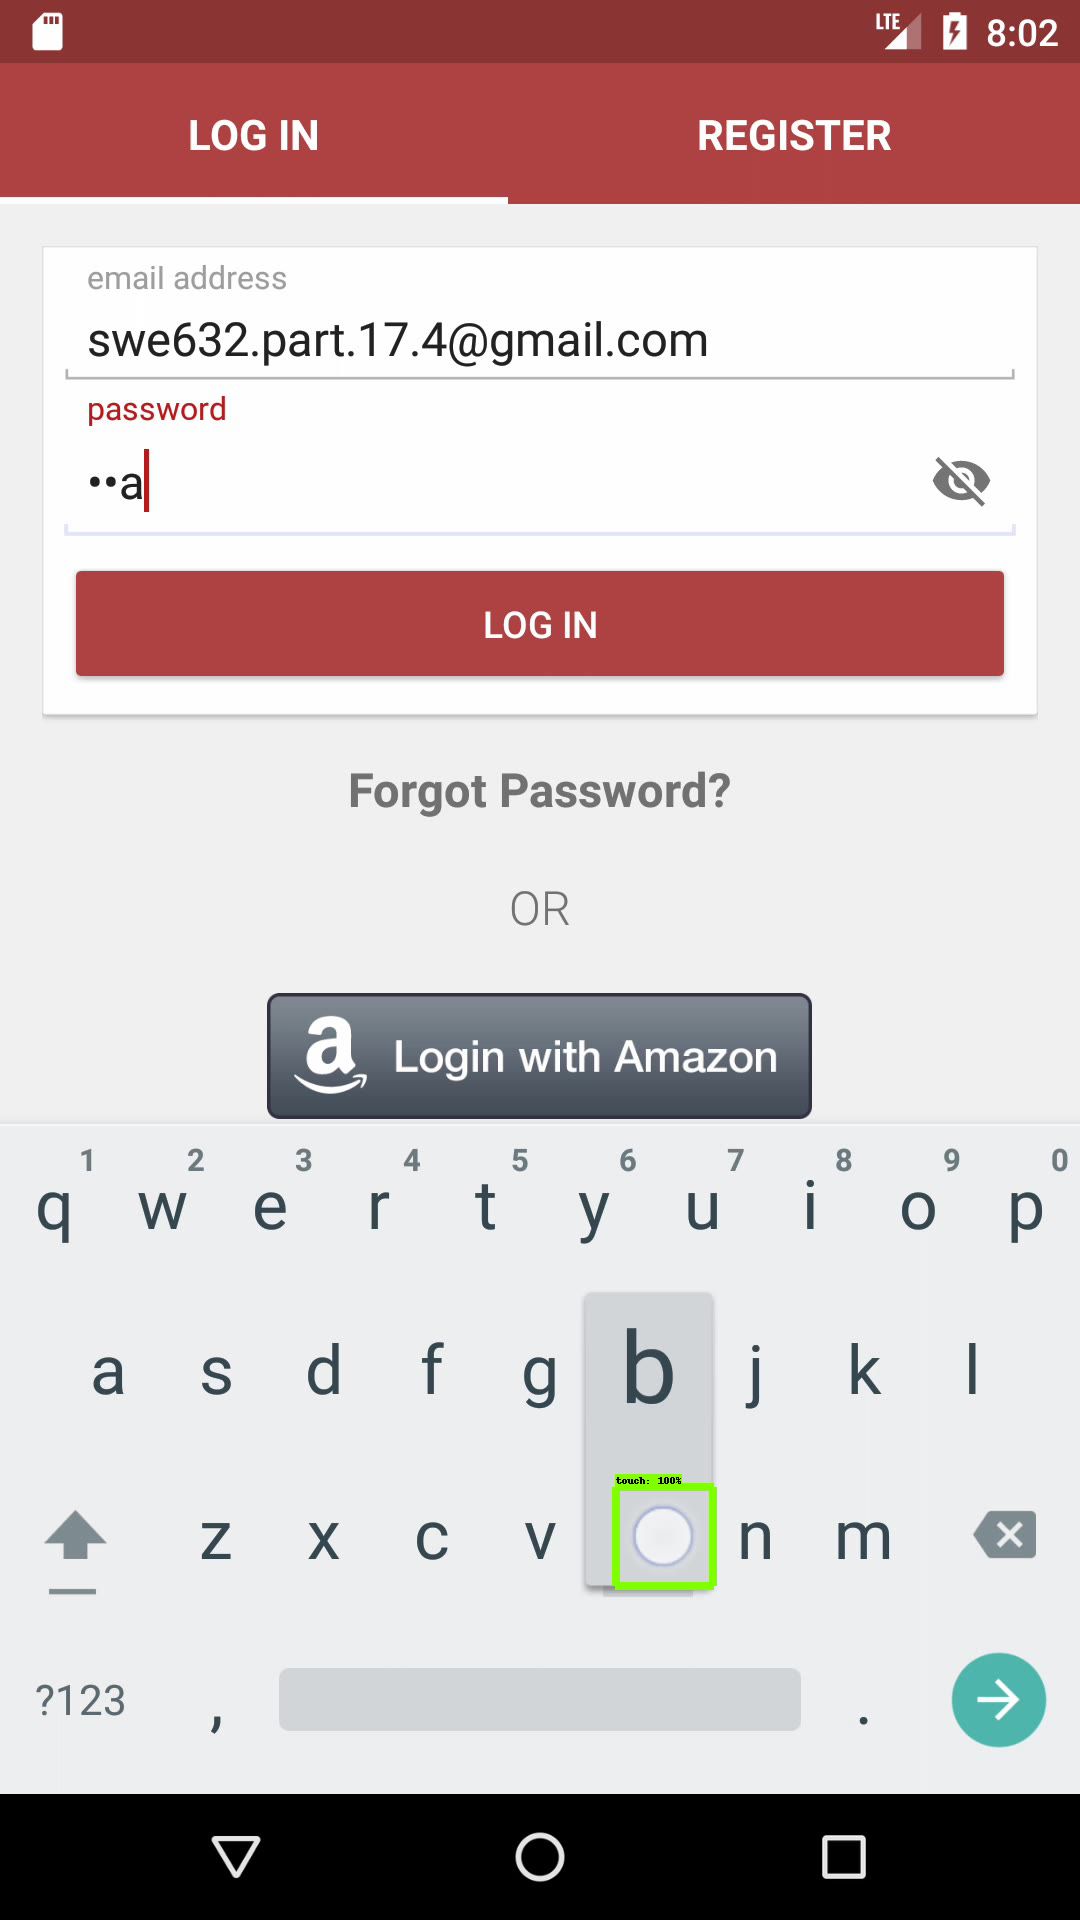 LTE 8:02
LOG IN REGISTER
email address
swe632.part.17.4@gmail.com
password
••a
LOG IN
Forgot Password?
OR
a Login with Amazon
1 2 3 4 5 6 7 8 9 0
q w e r t y u i o p
a s d f g b j k l
touch: 100%
z x c v n m
?123 , .